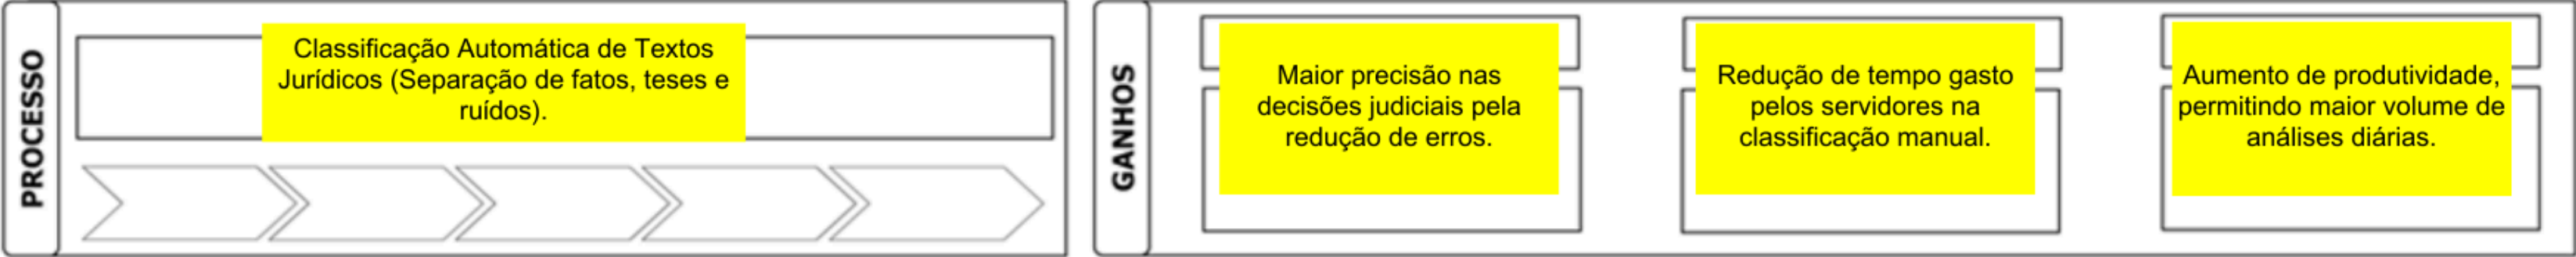 PROCESSO
Classificação Automática de Textos
Jurídicos (Separação de fatos, teses e
ruídos).
GANHOS
Maior precisão nas
decisões judiciais pela
redução de erros.
Redução de tempo gasto
pelos servidores na
classificação manual.
Aumento de produtividade,
permitindo maior volume de
análises diárias.